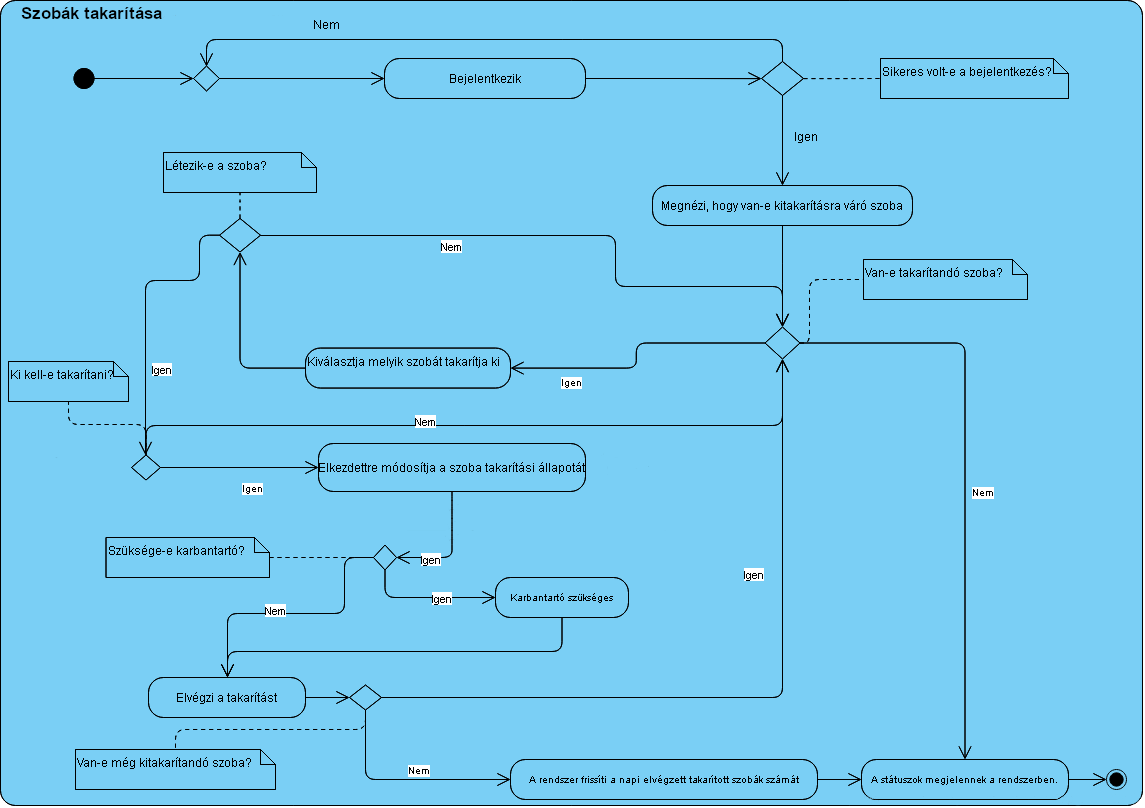 Szobák takarítása
Nem
Bejelentkezik
Sikeres volt-e a bejelentkezés?
Igen
Létezik-e a szoba?
Megnézi, hogy van-e kitakarításra váró szoba
Nem
Van-e takarítandó szoba?
Kiválasztja melyik szobát takarítja ki
Igen
Igen
Ki kell-e takarítani?
Nem
Elkezdettre módosítja a szoba takarítási állapotát
Igen
Nem
Szüksége-e karbantartó?
Igen
Igen
Igen
Karbantartó szükséges
Nem
Elvégzi a takarítást
Van-e még kitakarítandó szoba?
Nem
A rendszer frissíti a napi elvégzett takarított szobák számát
A státuszok megjelennek a rendszerben.